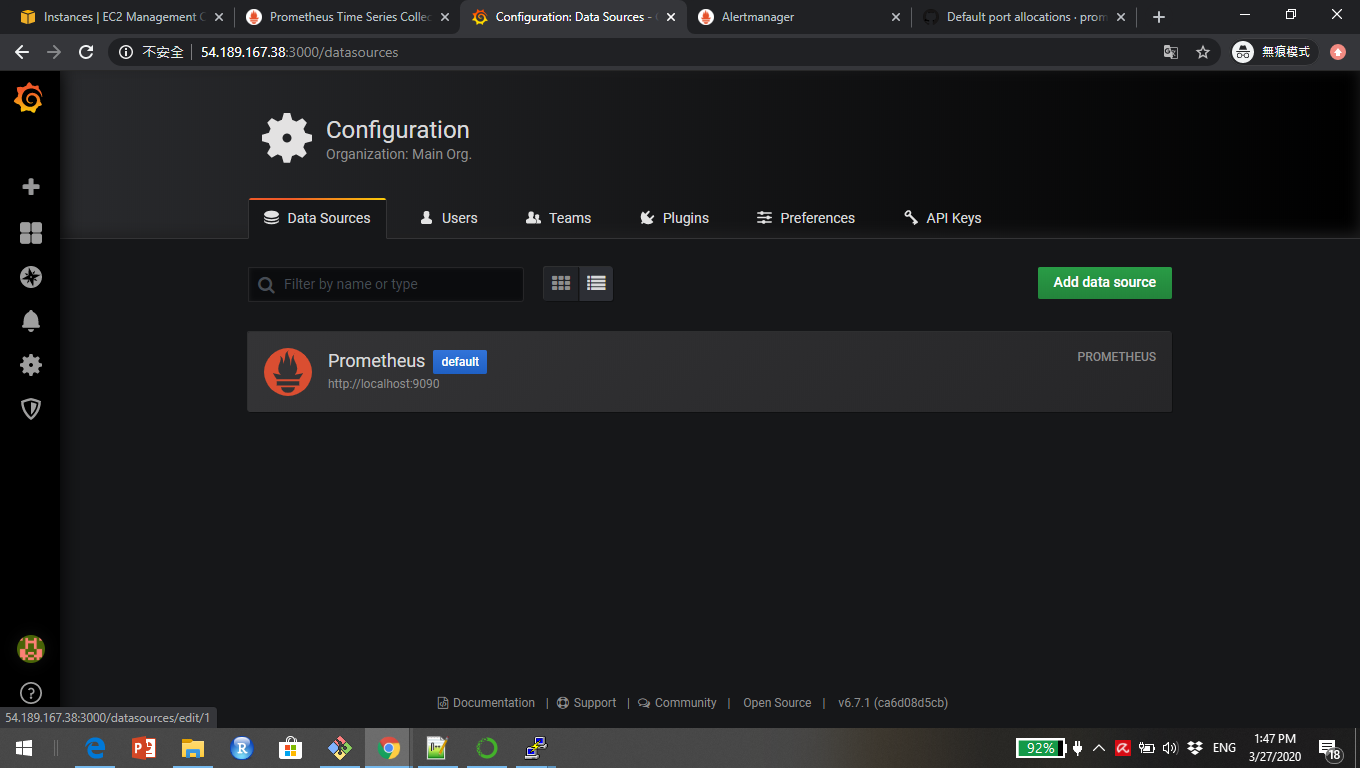 Instances | EC2 Management C
Prometheus Time Series Collec
Configuration: Data Sources -
Alertmanager
Default port allocations · prom
不安全 54.189.167.38:3000/datasources
無痕模式
Configuration
Organization: Main Org.
Data Sources
Users
Teams
Plugins
Preferences
API Keys
Filter by name or type
Add data source
Prometheus default
PROMETHEUS
http://localhost:9090
Documentation | Support | Community | Open Source | v6.7.1 (ca6d08d5cb)
54.189.167.38:3000/datasources/edit/1
92%
ENG
1:47 PM
3/27/2020
18